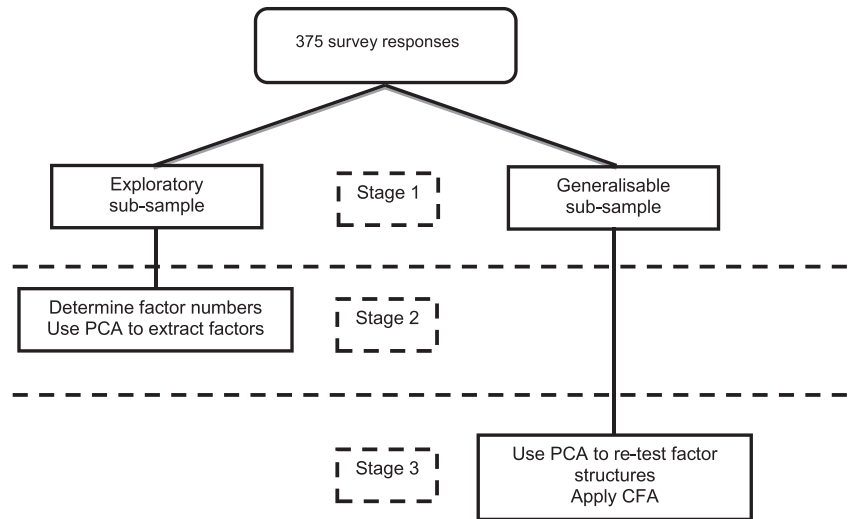 375 survey responses
Exploratory
sub-sample
Stage 1
Generalisable
sub-sample
Determine factor numbers
Use PCA to extract factors
Stage 2
Stage 3
Use PCA to re-test factor
structures
Apply CFA